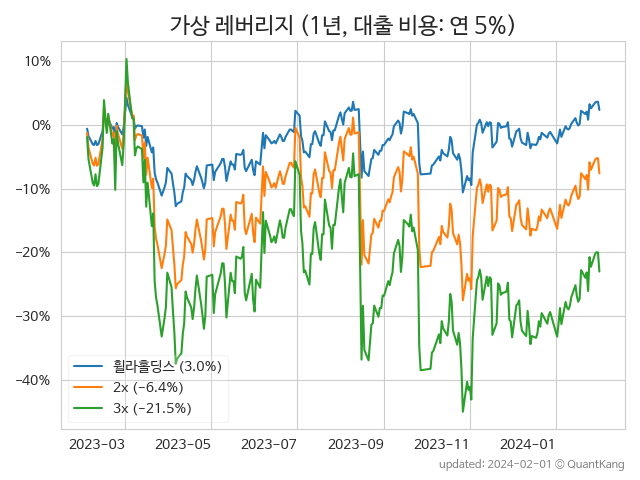 가상 레버리지 (1년, 대출 비용: 연 5%)
10%
0%
−10%
−20%
−30%
−40%
휠라홀딩스 (3.0%)
2x (−6.4%)
3x (−21.5%)
2023-03 2023-05 2023-07 2023-09 2023-11 2024-01
updated: 2024-02-01 © QuantKang